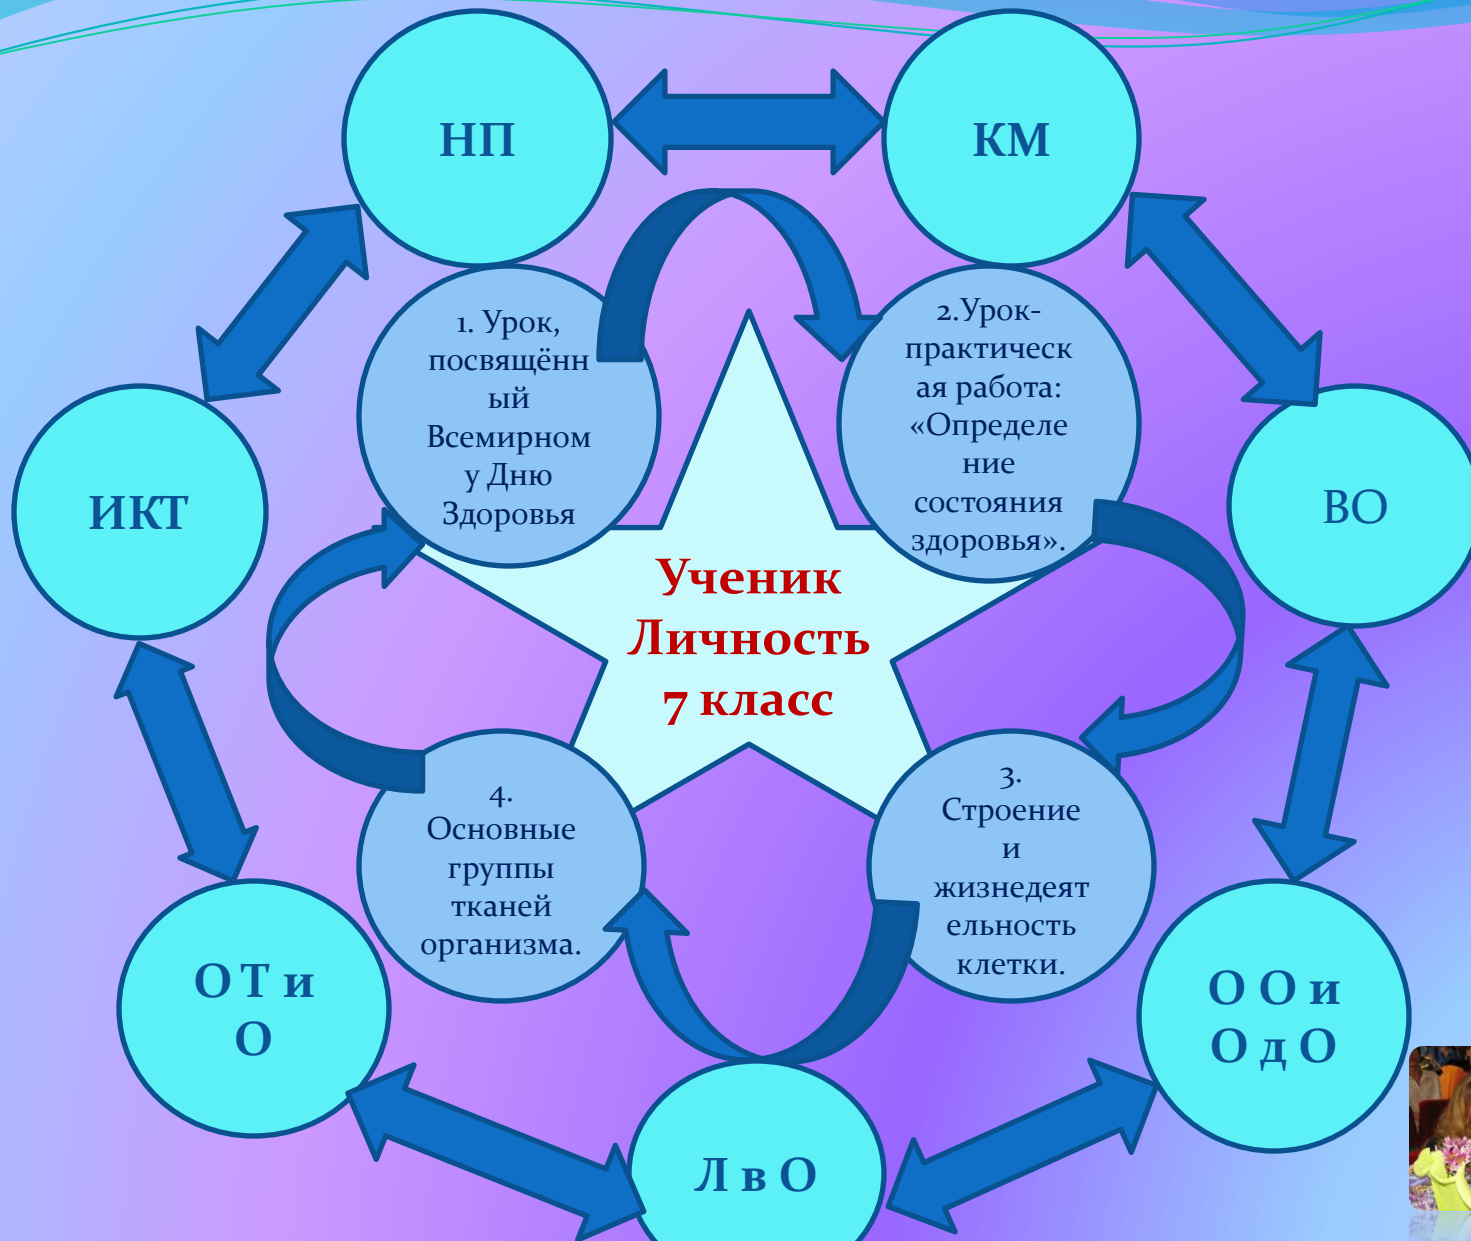 НП
КМ
1. Урок,
посвящённ
ый
Всемирном
у Дню
Здоровья
2.Урок-
практическ
ая работа:
«Определе
ние
состояния
здоровья».
ИКТ
ВО
Ученик
Личность
7 класс
4.
Основные
группы
тканей
организма.
3.
Строение
и
жизнедеят
ельность
клетки.
О Т и
О
О О и
О д О
Л в О